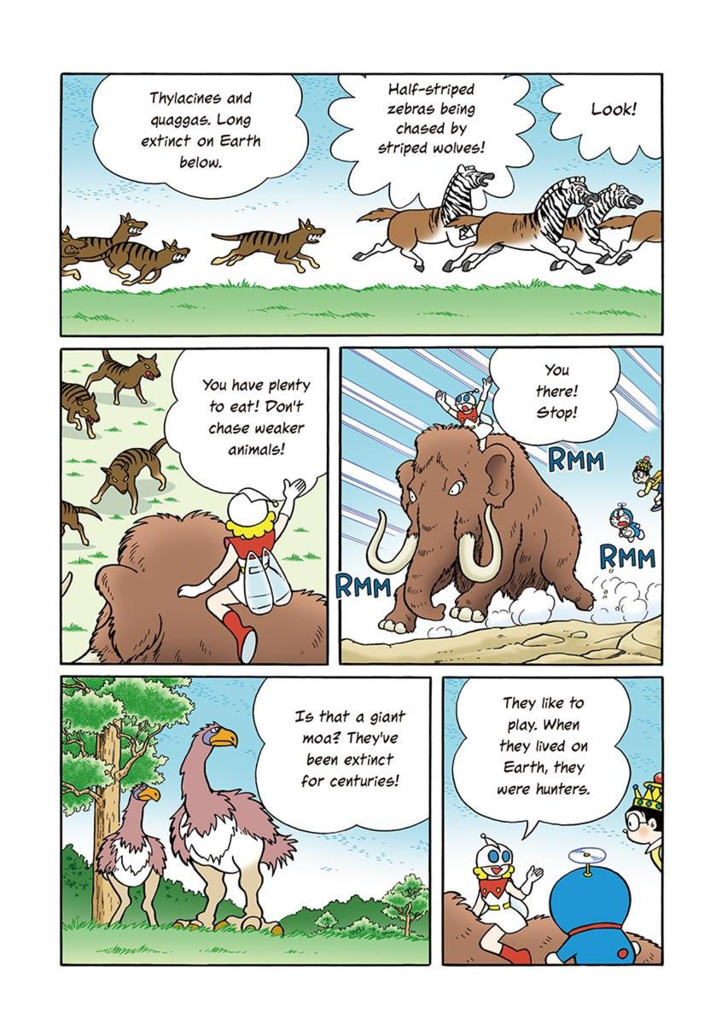 Thylacines and
quaggas. Long
extinct on Earth
below.
Half-striped
zebras being
chased by
striped wolves!
Look!
You have plenty
to eat! Don't
chase weaker
animals!
You
there!
Stop!
RMM
RMM
RMM
Is that a giant
moa? They've
been extinct
for centuries!
They like to
play. When
they lived on
Earth, they
were hunters.